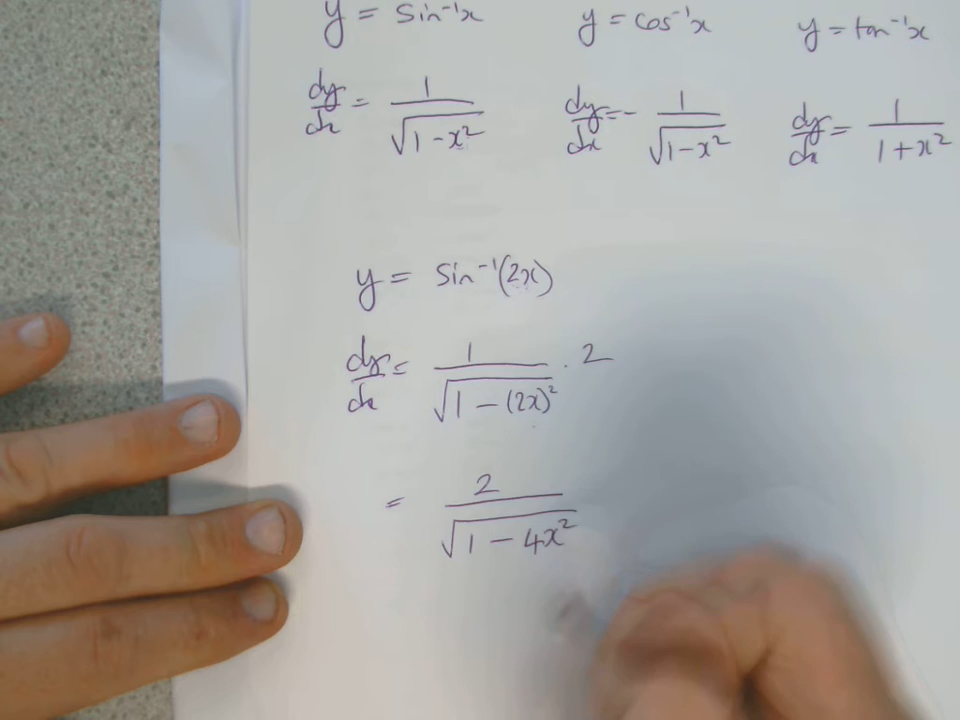 y = sin⁻¹x   y = cos⁻¹x   y = tan⁻¹x
dy/dx = 1/√(1-x²)   dy/dx = - 1/√(1-x²)   dy/dx = 1/(1+x²)
y = sin⁻¹(2x)
dy/dx = 1/√(1-(2x)²) . 2
= 2/√(1-4x²)